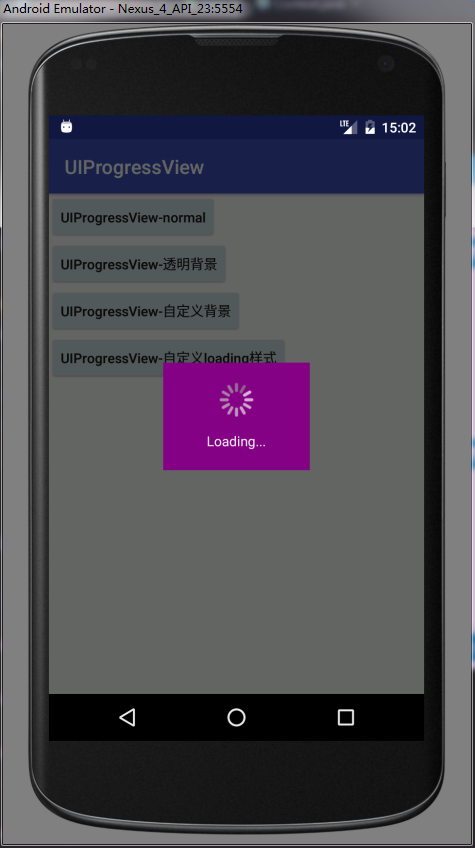 Android Emulator - Nexus_4_API_23:5554
LTE 15:02
UIProgressView
UIProgressView-normal
UIProgressView-透明背景
UIProgressView-自定义背景
UIProgressView-自定义loading样式
Loading...